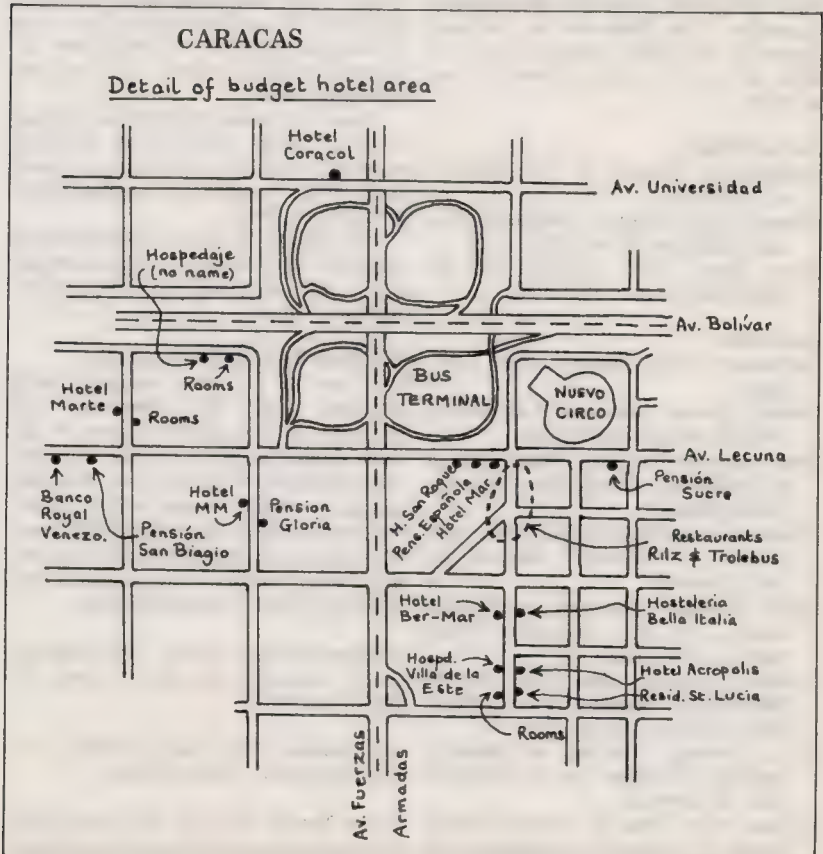 CARACAS
Detail of budget hotel area
Hotel
Coracol
Av. Universidad
Hospedaje
(no name)
Av. Bolívar
Rooms
BUS
TERMINAL
NUEVO
CIRCO
Hotel
Marte
Rooms
Av. Lecuna
Banco
Royal
Venezo.
Pensión
San Biagio
Hotel
MM
Pension
Gloria
H. San Roque
Pens. Española
Hotel Mar
Pensión
Sucre
Restaurants
Ritz & Trolebus
Hotel
Ber-Mar
Hosteleria
Bella Italia
Hospd.
Villa de la
Este
Hotel Acropolis
Resid. St. Lucia
Rooms
Av. Fuerzas
Armadas